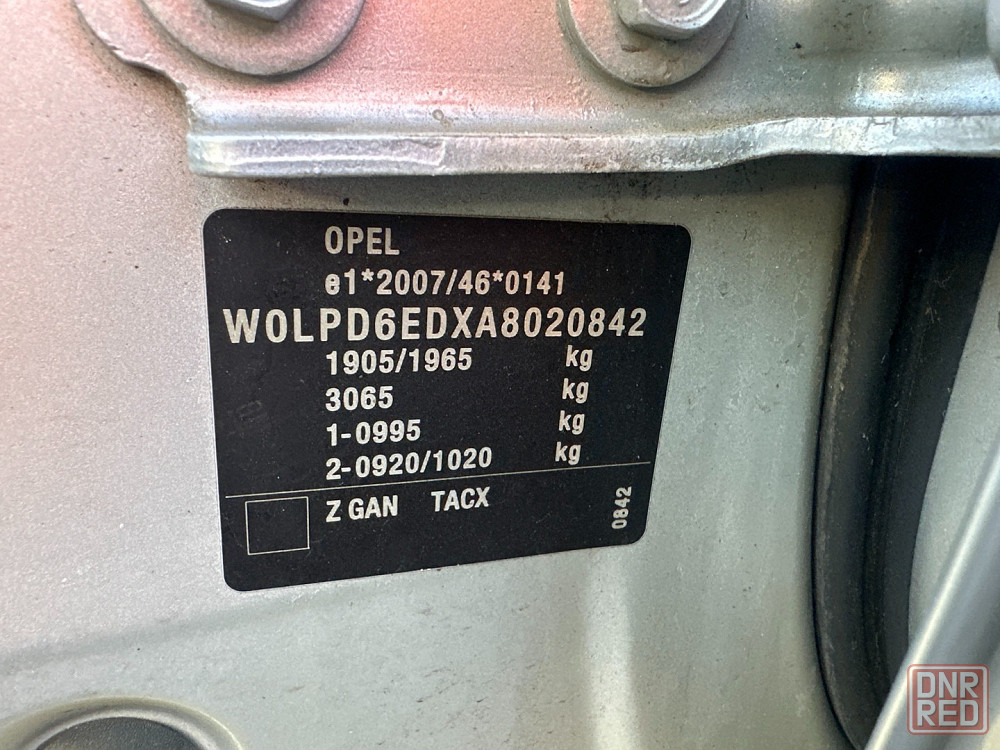 OPEL
e1*2007/46*0141
W0LPD6EDXA8020842
1905/1965 kg
3065 kg
1-0995 kg
2-0920/1020 kg
Z GAN TACX
0842
DNR
RED